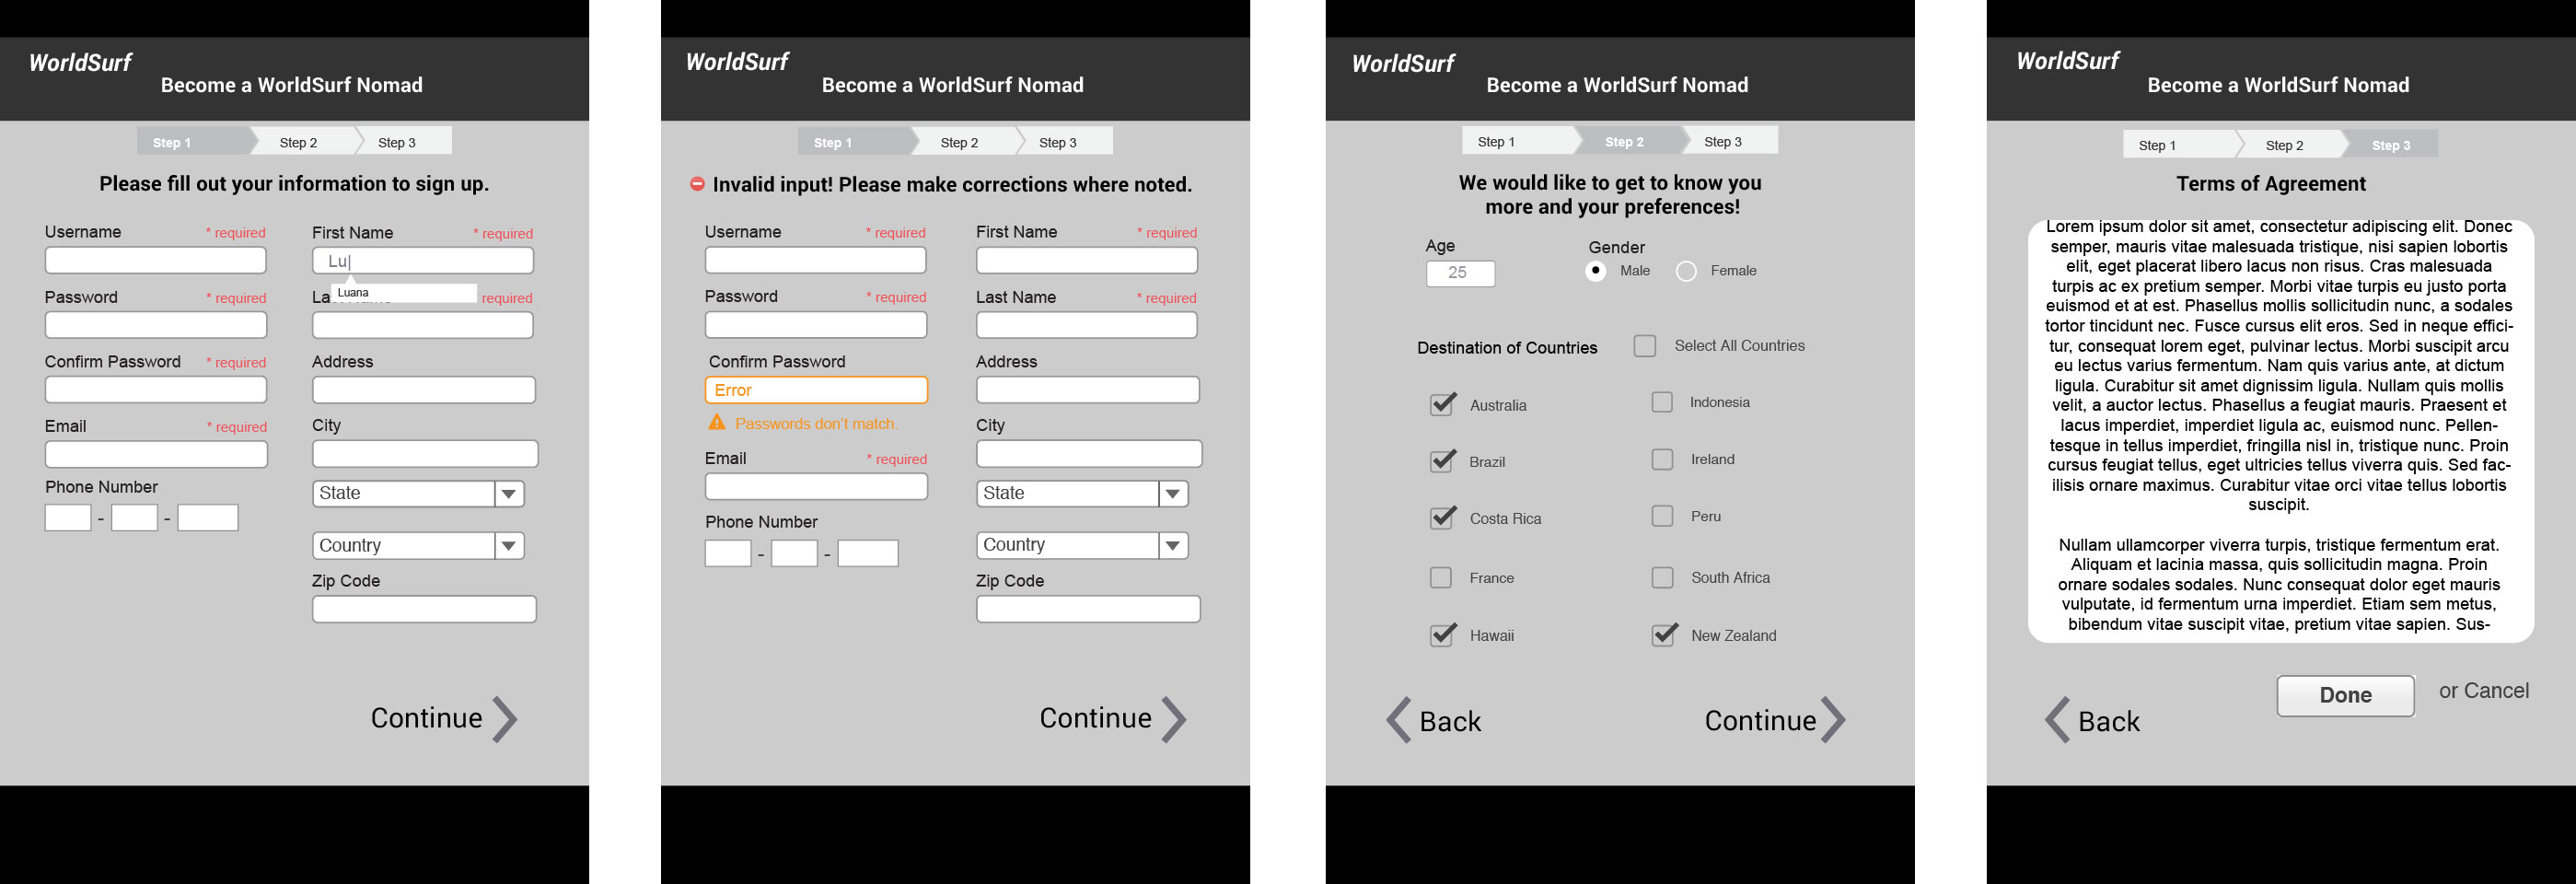 WorldSurf
Become a WorldSurf Nomad
Step 1 Step 2 Step 3
Please fill out your information to sign up.
Username * required
Password * required
Confirm Password * required
Email * required
Phone Number
- -
First Name * required
Lu|
Luana
La required
Address
City
State
Country
Zip Code
Continue
WorldSurf
Become a WorldSurf Nomad
Step 1 Step 2 Step 3
Invalid input! Please make corrections where noted.
Username * required
Password * required
Confirm Password
Error
Passwords don't match.
Email * required
Phone Number
- -
First Name * required
Last Name * required
Address
City
State
Country
Zip Code
Continue
WorldSurf
Become a WorldSurf Nomad
Step 1 Step 2 Step 3
We would like to get to know you
more and your preferences!
Age
25
Gender
Male Female
Destination of Countries Select All Countries
Australia Indonesia
Brazil Ireland
Costa Rica Peru
France South Africa
Hawaii New Zealand
Back Continue
WorldSurf
Become a WorldSurf Nomad
Step 1 Step 2 Step 3
Terms of Agreement
Lorem ipsum dolor sit amet, consectetur adipiscing elit. Donec
semper, mauris vitae malesuada tristique, nisi sapien lobortis
elit, eget placerat libero lacus non risus. Cras malesuada
turpis ac ex pretium semper. Morbi vitae turpis eu justo porta
euismod et at est. Phasellus mollis sollicitudin nunc, a sodales
tortor tincidunt nec. Fusce cursus elit eros. Sed in neque effici-
tur, consequat lorem eget, pulvinar lectus. Morbi suscipit arcu
eu lectus varius fermentum. Nam quis varius ante, at dictum
ligula. Curabitur sit amet dignissim ligula. Nullam quis mollis
velit, a auctor lectus. Phasellus a feugiat mauris. Praesent et
lacus imperdiet, imperdiet ligula ac, euismod nunc. Pellen-
tesque in tellus imperdiet, fringilla nisl in, tristique nunc. Proin
cursus feugiat tellus, eget ultricies tellus viverra quis. Sed fac-
ilisis ornare maximus. Curabitur vitae orci vitae tellus lobortis
suscipit.
Nullam ullamcorper viverra turpis, tristique fermentum erat.
Aliquam et lacinia massa, quis sollicitudin magna. Proin
ornare sodales sodales. Nunc consequat dolor eget mauris
vulputate, id fermentum urna imperdiet. Etiam sem metus,
bibendum vitae suscipit vitae, pretium vitae sapien. Sus-
Done or Cancel
Back